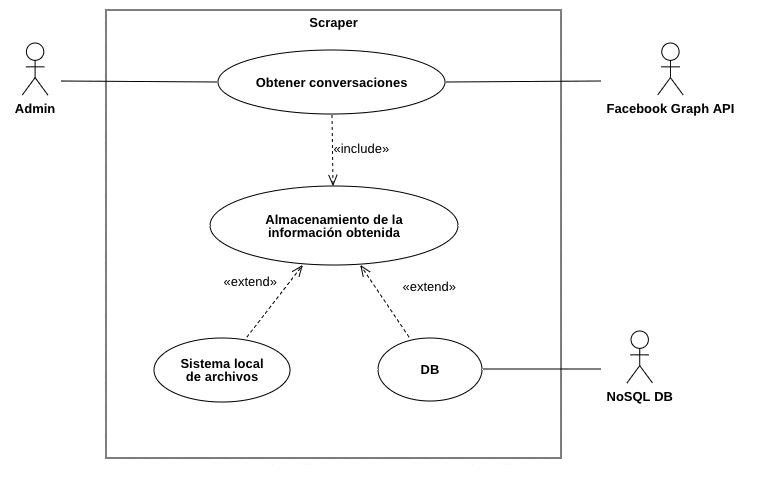 Scraper
Admin
Obtener conversaciones
Facebook Graph API
«include»
Almacenamiento de la
información obtenida
«extend»
«extend»
Sistema local
de archivos
DB
NoSQL DB